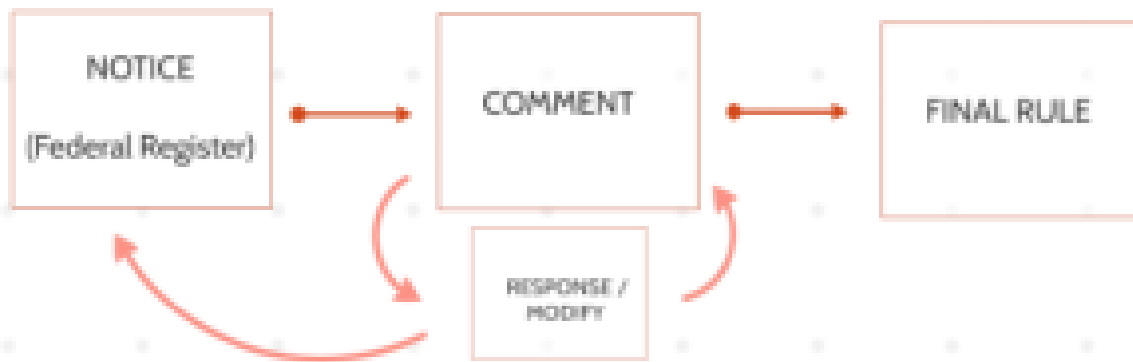 NOTICE
(Federal Register)
COMMENT
FINAL RULE
RESPONSE /
MODIFY